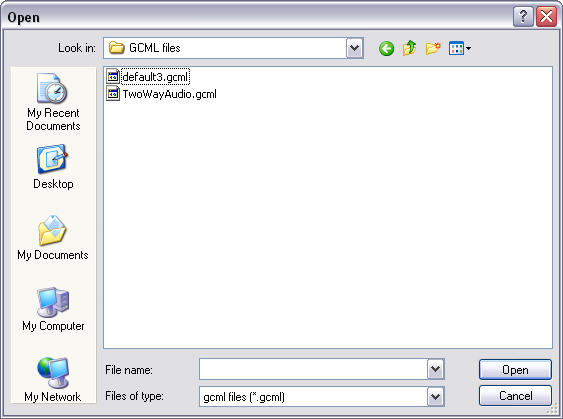 Open
Look in: GCML files
default3.gcml
TwoWayAudio.gcml
My Recent
Documents
Desktop
My Documents
My Computer
My Network
File name:
Open
Files of type: gcml files (*.gcml)
Cancel